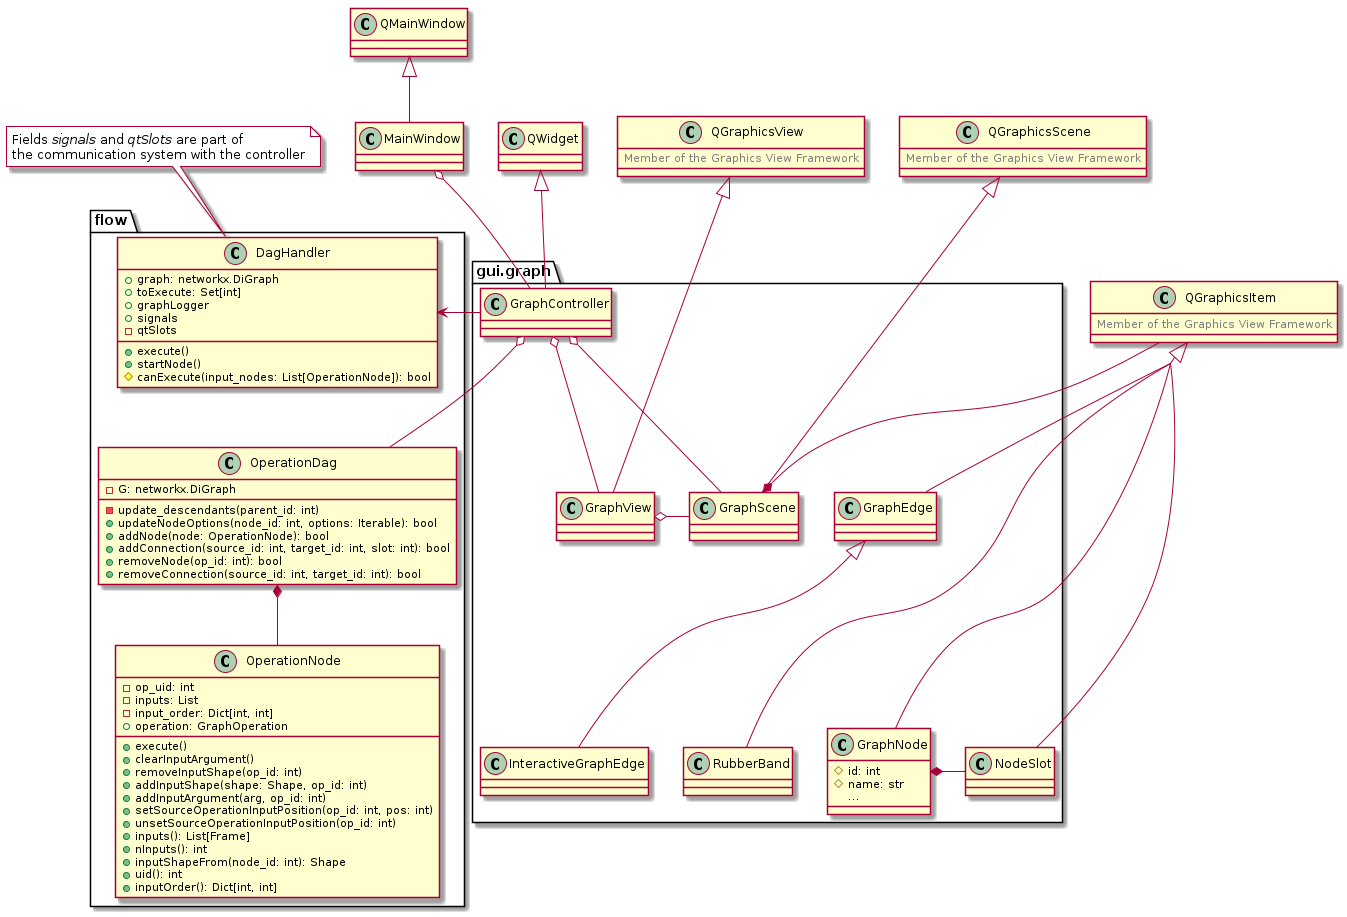 C QMainWindow
Fields signals and qtSlots are part of
the communication system with the controller
C MainWindow
C QWidget
C QGraphicsView
Member of the Graphics View Framework
C QGraphicsScene
Member of the Graphics View Framework
flow
C DagHandler
graph: networkx.DiGraph
toExecute: Set[int]
graphLogger
signals
qtSlots
execute()
startNode()
canExecute(input_nodes: List[OperationNode]): bool
gui.graph
C GraphController
C QGraphicsItem
Member of the Graphics View Framework
C OperationDag
G: networkx.DiGraph
update_descendants(parent_id: int)
updateNodeOptions(node_id: int, options: Iterable): bool
addNode(node: OperationNode): bool
addConnection(source_id: int, target_id: int, slot: int): bool
removeNode(op_id: int): bool
removeConnection(source_id: int, target_id: int): bool
C GraphView
C GraphScene
C GraphEdge
C OperationNode
op_uid: int
inputs: List
input_order: Dict[int, int]
operation: GraphOperation
execute()
clearInputArgument()
removeInputShape(op_id: int)
addInputShape(shape: Shape, op_id: int)
addInputArgument(arg, op_id: int)
setSourceOperationInputPosition(op_id: int, pos: int)
unsetSourceOperationInputPosition(op_id: int)
inputs(): List[Frame]
nInputs(): int
inputShapeFrom(node_id: int): Shape
uid(): int
inputOrder(): Dict[int, int]
C InteractiveGraphEdge
C RubberBand
C GraphNode
id: int
name: str
...
C NodeSlot